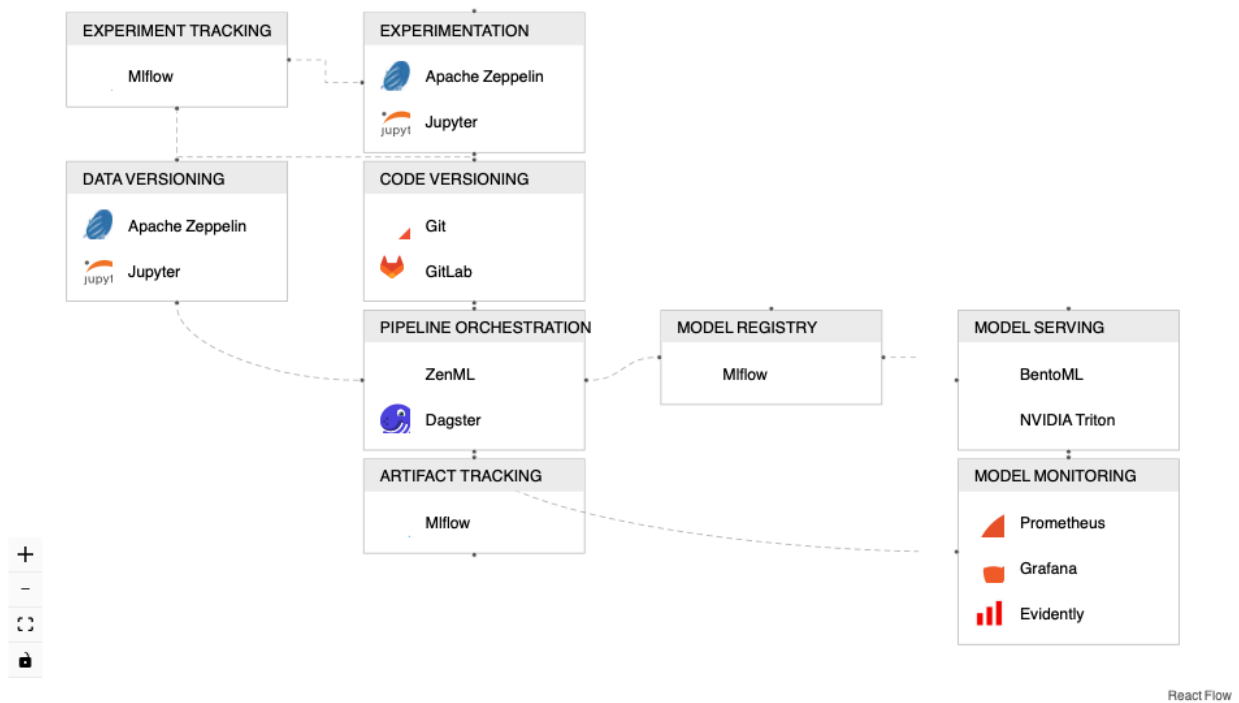 EXPERIMENT TRACKING
Mlflow
EXPERIMENTATION
Apache Zeppelin
jupyt
Jupyter
DATA VERSIONING
Apache Zeppelin
jupyt
Jupyter
CODE VERSIONING
Git
GitLab
PIPELINE ORCHESTRATION
ZenML
Dagster
MODEL REGISTRY
Mlflow
MODEL SERVING
BentoML
NVIDIA Triton
ARTIFACT TRACKING
Mlflow
MODEL MONITORING
Prometheus
Grafana
Evidently
React Flow